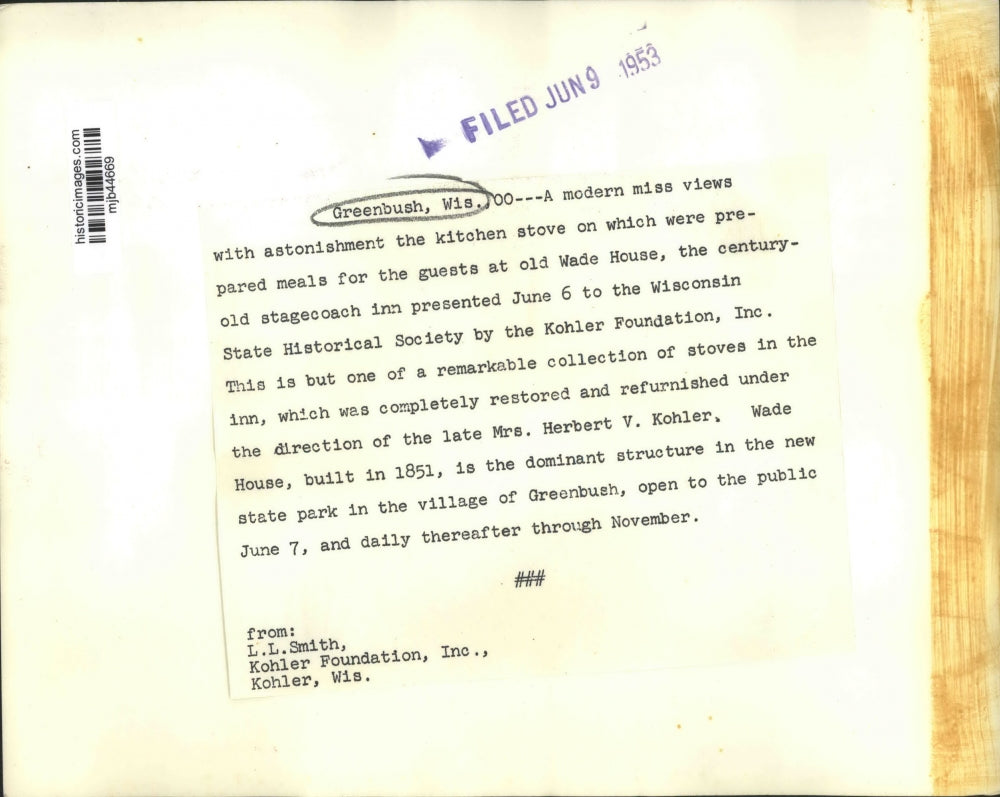 FILED JUN 9 1953
historicimages.com
mjb44669
Greenbush, Wis. OO---A modern miss views
with astonishment the kitchen stove on which were pre-
pared meals for the guests at old Wade House, the century-
old stagecoach inn presented June 6 to the Wisconsin
State Historical Society by the Kohler Foundation, Inc.
This is but one of a remarkable collection of stoves in the
inn, which was completely restored and refurnished under
the direction of the late Mrs. Herbert V. Kohler. Wade
House, built in 1851, is the dominant structure in the new
state park in the village of Greenbush, open to the public
June 7, and daily thereafter through November.
###
from:
L.L.Smith,
Kohler Foundation, Inc.,
Kohler, Wis.